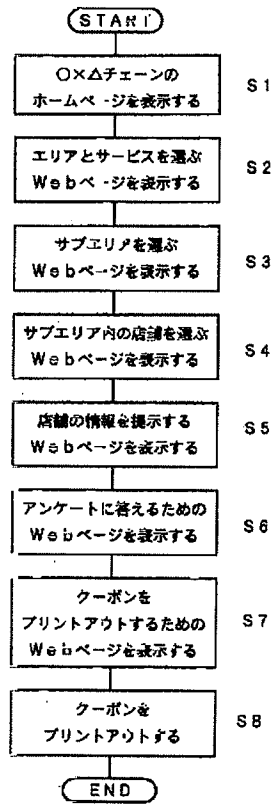 START
○×△チェーンの
ホームページを表示する
S1
エリアとサービスを選ぶ
Webページを表示する
S2
サブエリアを選ぶ
Webページを表示する
S3
サブエリア内の店舗を選ぶ
Webページを表示する
S4
店舗の情報を提示する
Webページを表示する
S5
アンケートに答えるための
Webページを表示する
S6
クーポンを
プリントアウトするための
Webページを表示する
S7
クーポンを
プリントアウトする
S8
END